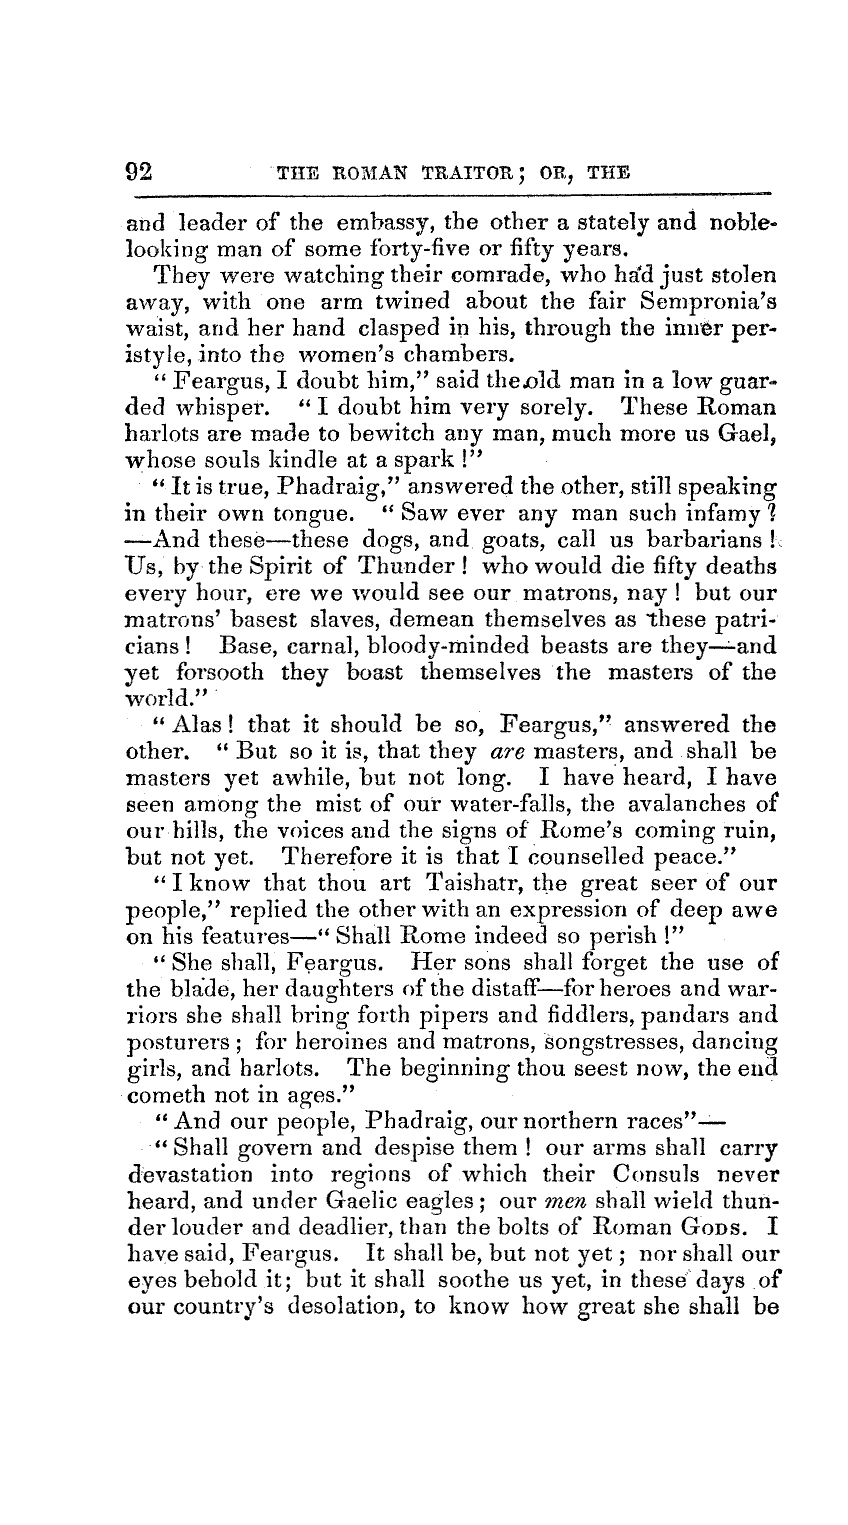 92 THE ROMAN TRAITOR; OR, THE
and leader of the embassy, the other a stately and noble-
looking man of some forty-five or fifty years.
They were watching their comrade, who had just stolen
away, with one arm twined about the fair Sempronia's
waist, and her hand clasped in his, through the inner per-
istyle, into the women's chambers.
"Feargus, I doubt him," said the old man in a low guar-
ded whisper. "I doubt him very sorely. These Roman
harlots are made to bewitch any man, much more us Gael,
whose souls kindle at a spark!"
"It is true, Phadraig," answered the other, still speaking
in their own tongue. "Saw ever any man such infamy?
—And these—these dogs, and goats, call us barbarians!
Us, by the Spirit of Thunder! who would die fifty deaths
every hour, ere we would see our matrons, nay! but our
matrons' basest slaves, demean themselves as these patri-
cians! Base, carnal, bloody-minded beasts are they—and
yet forsooth they boast themselves the masters of the
world."
"Alas! that it should be so, Feargus," answered the
other. "But so it is, that they are masters, and shall be
masters yet awhile, but not long. I have heard, I have
seen among the mist of our water-falls, the avalanches of
our hills, the voices and the signs of Rome's coming ruin,
but not yet. Therefore it is that I counselled peace."
"I know that thou art Taishatr, the great seer of our
people," replied the other with an expression of deep awe
on his features—"Shall Rome indeed so perish!"
"She shall, Feargus. Her sons shall forget the use of
the blade, her daughters of the distaff—for heroes and war-
riors she shall bring forth pipers and fiddlers, pandars and
posturers; for heroines and matrons, songstresses, dancing
girls, and harlots. The beginning thou seest now, the end
cometh not in ages."
"And our people, Phadraig, our northern races"—
"Shall govern and despise them! our arms shall carry
devastation into regions of which their Consuls never
heard, and under Gaelic eagles; our men shall wield thun-
der louder and deadlier, than the bolts of Roman GODS. I
have said, Feargus. It shall be, but not yet; nor shall our
eyes behold it; but it shall soothe us yet, in these days of
our country's desolation, to know how great she shall be